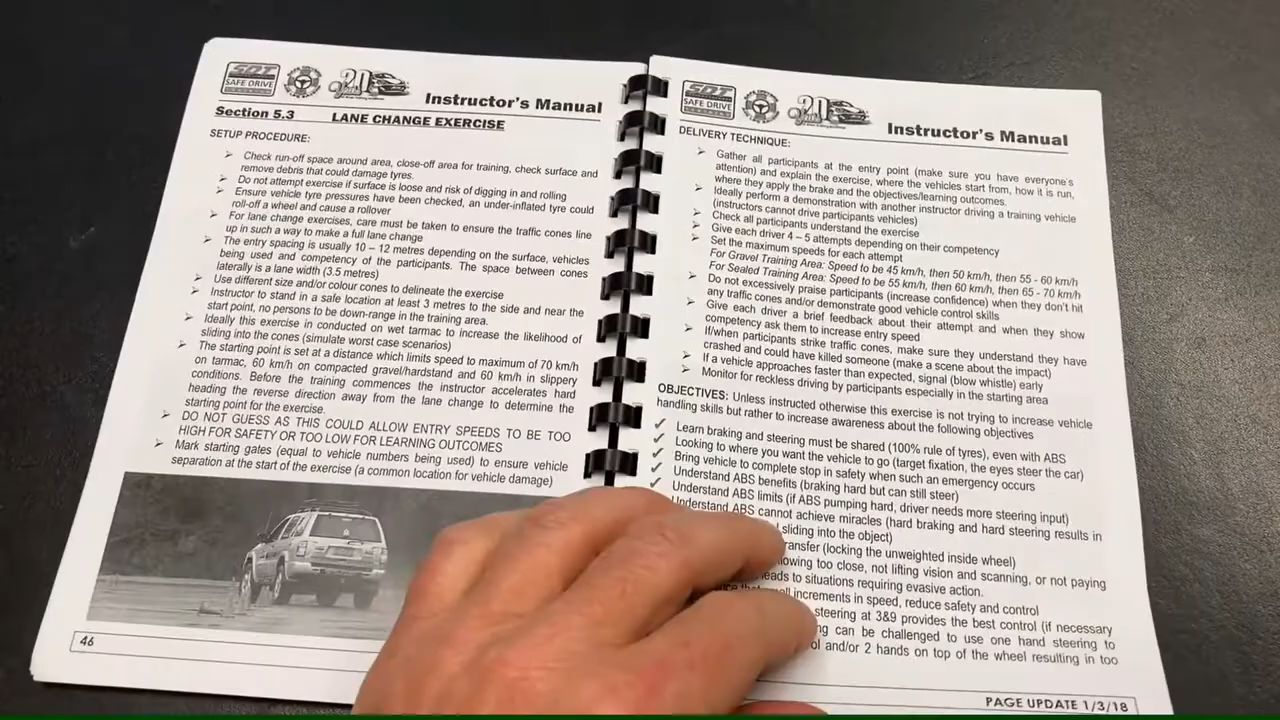 SDT
SAFE DRIVE
20
Years
Instructor's Manual
Section 5.3 LANE CHANGE EXERCISE
SETUP PROCEDURE:
➢ Check run-off space around area, close-off area for training, check surface and
remove debris that could damage tyres.
➢ Do not attempt exercise if surface is loose and risk of digging in and rolling
➢ Ensure vehicle tyre pressures have been checked, an under-inflated tyre could
roll-off a wheel and cause a rollover
➢ For lane change exercises, care must be taken to ensure the traffic cones line
up in such a way to make a full lane change
➢ The entry spacing is usually 10 – 12 metres depending on the surface, vehicles
being used and competency of the participants. The space between cones
laterally is a lane width (3.5 metres)
➢ Use different size and/or colour cones to delineate the exercise
➢ Instructor to stand in a safe location at least 3 metres to the side and near the
start point, no persons to be down-range in the training area.
➢ Ideally this exercise in conducted on wet tarmac to increase the likelihood of
sliding into the cones (simulate worst case scenarios)
➢ The starting point is set at a distance which limits speed to maximum of 70 km/h
on tarmac, 60 km/h on compacted gravel/hardstand and 60 km/h in slippery
conditions. Before the training commences the instructor accelerates hard
heading the reverse direction away from the lane change to determine the
starting point for the exercise.
➢ DO NOT GUESS AS THIS COULD ALLOW ENTRY SPEEDS TO BE TOO
HIGH FOR SAFETY OR TOO LOW FOR LEARNING OUTCOMES
➢ Mark starting gates (equal to vehicle numbers being used) to ensure vehicle
separation at the start of the exercise (a common location for vehicle damage)
46
SDT
SAFE DRIVE
20
Years
Instructor's Manual
DELIVERY TECHNIQUE:
➢ Gather all participants at the entry point (make sure you have everyone's
attention) and explain the exercise, where the vehicles start from, how it is run,
where they apply the brake and the objectives/learning outcomes.
➢ Ideally perform a demonstration with another instructor driving a training vehicle
(instructors cannot drive participants vehicles)
➢ Check all participants understand the exercise
➢ Give each driver 4 – 5 attempts depending on their competency
➢ Set the maximum speeds for each attempt
For Gravel Training Area: Speed to be 45 km/h, then 50 km/h, then 55 - 60 km/h
For Sealed Training Area: Speed to be 55 km/h, then 60 km/h, then 65 - 70 km/h
➢ Do not excessively praise participants (increase confidence) when they don't hit
any traffic cones and/or demonstrate good vehicle control skills
➢ Give each driver a brief feedback about their attempt and when they show
competency ask them to increase entry speed
➢ If/when participants strike traffic cones, make sure they understand they have
crashed and could have killed someone (make a scene about the impact)
➢ If a vehicle approaches faster than expected, signal (blow whistle) early
➢ Monitor for reckless driving by participants especially in the starting area
OBJECTIVES: Unless instructed otherwise this exercise is not trying to increase vehicle
handling skills but rather to increase awareness about the following objectives
✓ Learn braking and steering must be shared (100% rule of tyres), even with ABS
✓ Looking to where you want the vehicle to go (target fixation, the eyes steer the car)
✓ Bring vehicle to complete stop in safety when such an emergency occurs
✓ Understand ABS benefits (braking hard but can still steer)
✓ Understand ABS limits (if ABS pumping hard, driver needs more steering input)
Understand ABS cannot achieve miracles (hard braking and hard steering results in
sliding into the object)
(locking the unweighted inside wheel)
too close, not lifting vision and scanning, or not paying
leads to situations requiring evasive action.
increments in speed, reduce safety and control
steering at 3&9 provides the best control (if necessary
can be challenged to use one hand steering to
and/or 2 hands on top of the wheel resulting in too
PAGE UPDATE 1/3/18